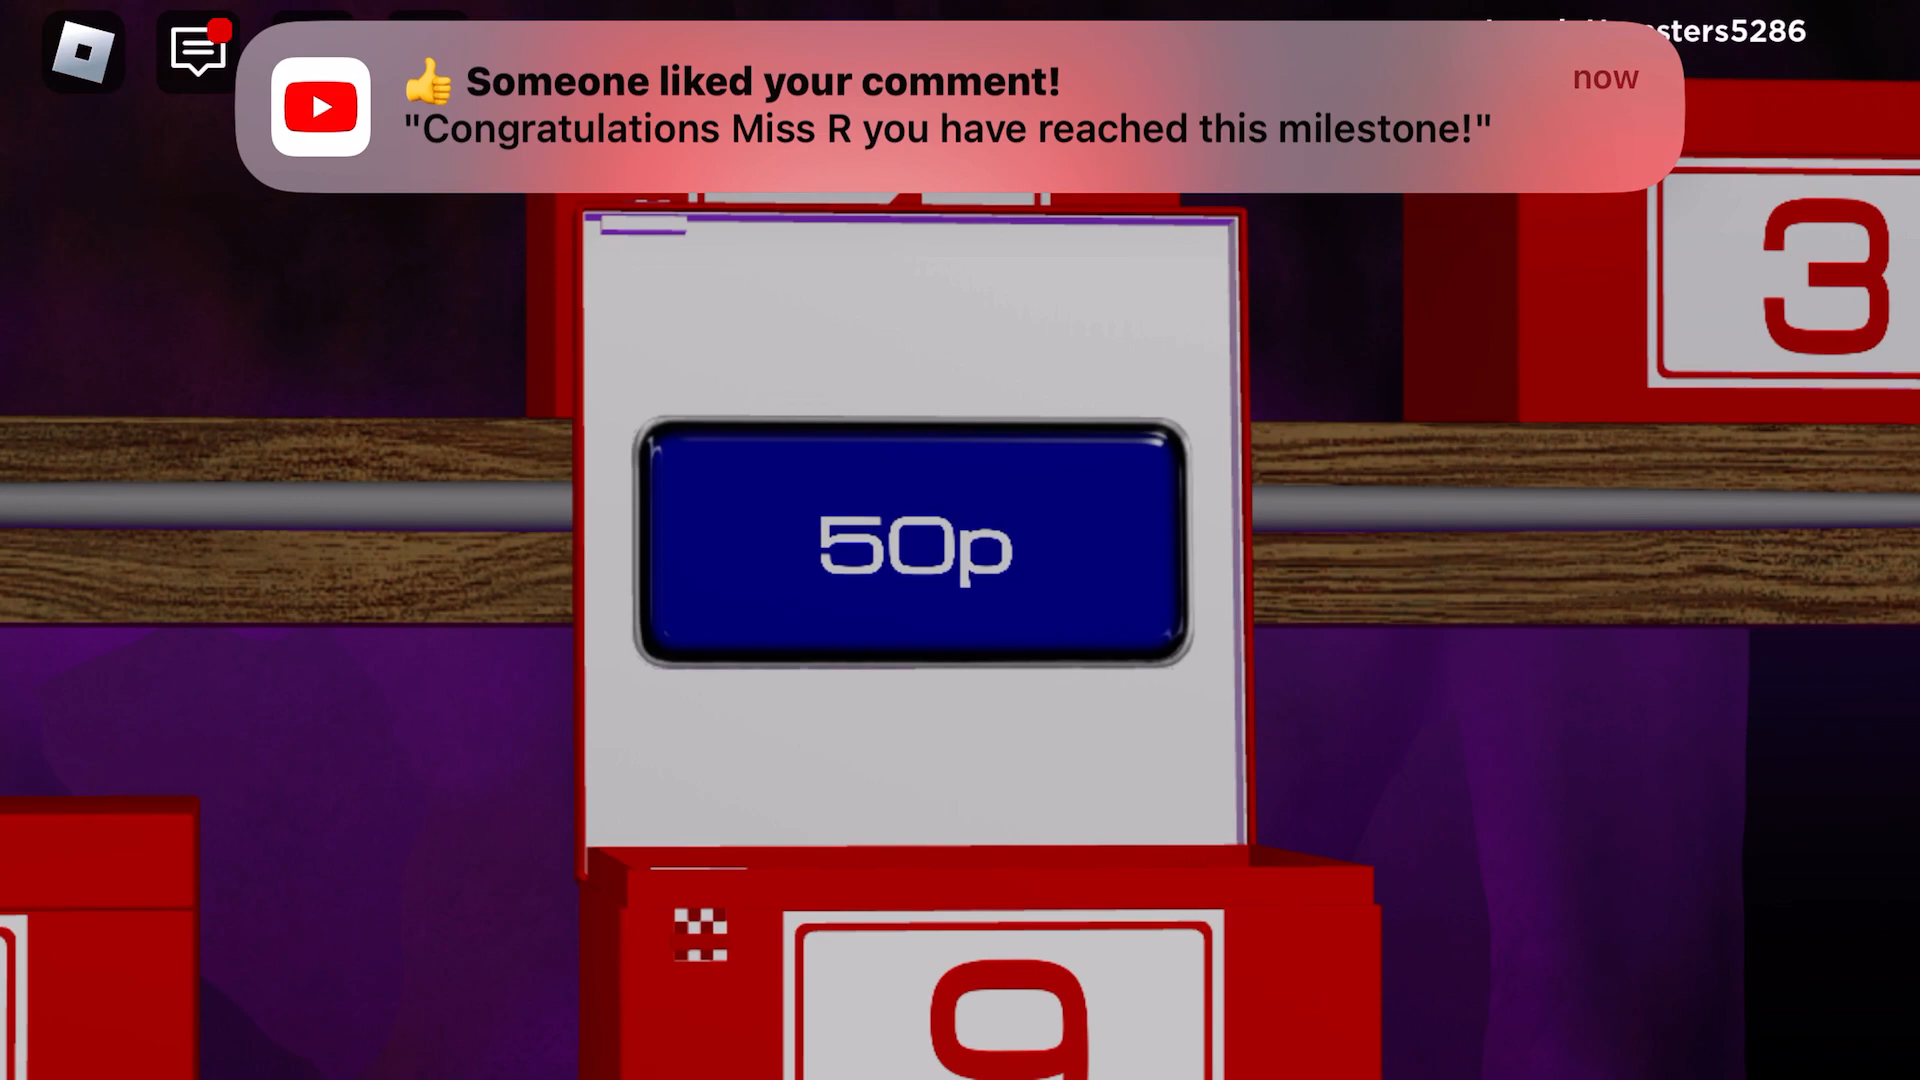 sters5286
👍 Someone liked your comment!
now
"Congratulations Miss R you have reached this milestone!"
3
50p
9